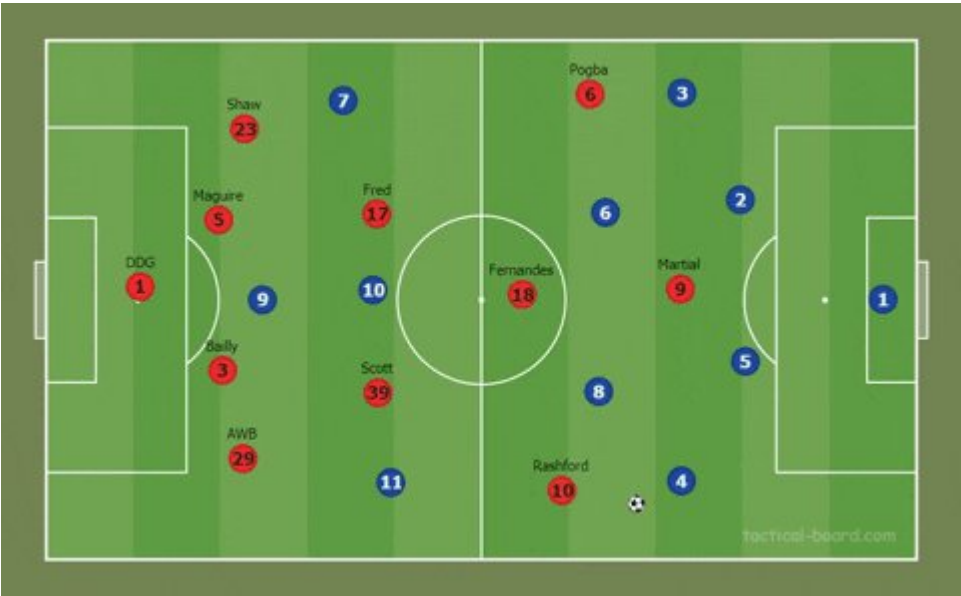 Pogba
6
3
7
Shaw
23
Fred
17
Maguire
5
6
2
DDG
1
9
10
Fernandes
18
Martial
9
1
Bailly
3
Scott
39
8
5
AWB
29
11
Rashford
10
4
tactical-board.com